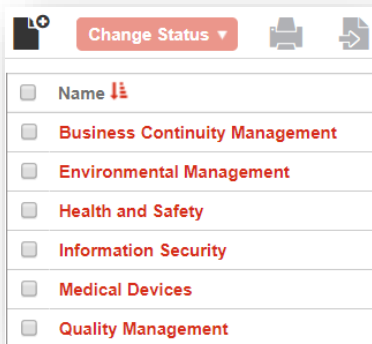 Change Status
Name
Business Continuity Management
Environmental Management
Health and Safety
Information Security
Medical Devices
Quality Management